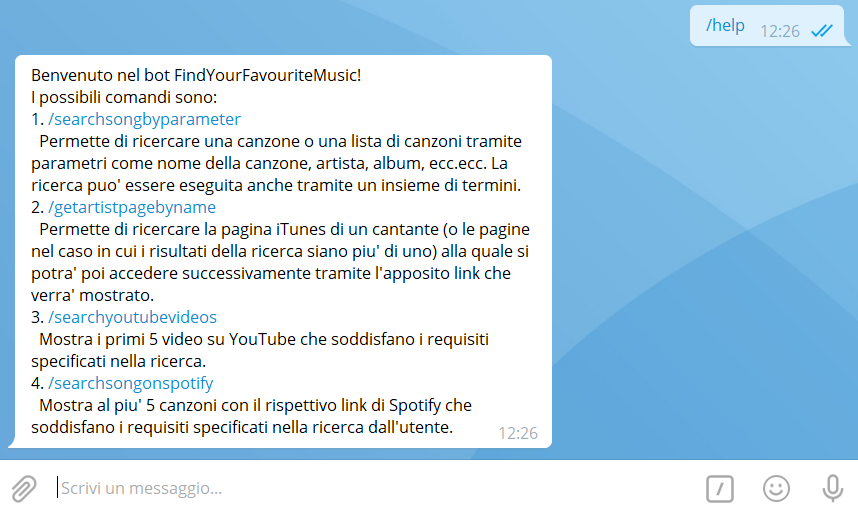 /help 12:26
Benvenuto nel bot FindYourFavouriteMusic!
I possibili comandi sono:
1. /searchsongbyparameter
Permette di ricercare una canzone o una lista di canzoni tramite
parametri come nome della canzone, artista, album, ecc.ecc. La
ricerca puo' essere eseguita anche tramite un insieme di termini.
2. /getartistpagebyname
Permette di ricercare la pagina iTunes di un cantante (o le pagine
nel caso in cui i risultati della ricerca siano piu' di uno) alla quale si
potra' poi accedere successivamente tramite l'apposito link che
verra' mostrato.
3. /searchyoutubevideos
Mostra i primi 5 video su YouTube che soddisfano i requisiti
specificati nella ricerca.
4. /searchsongonspotify
Mostra al piu' 5 canzoni con il rispettivo link di Spotify che
soddisfano i requisiti specificati nella ricerca dall'utente.
12:26
Scrivi un messaggio...